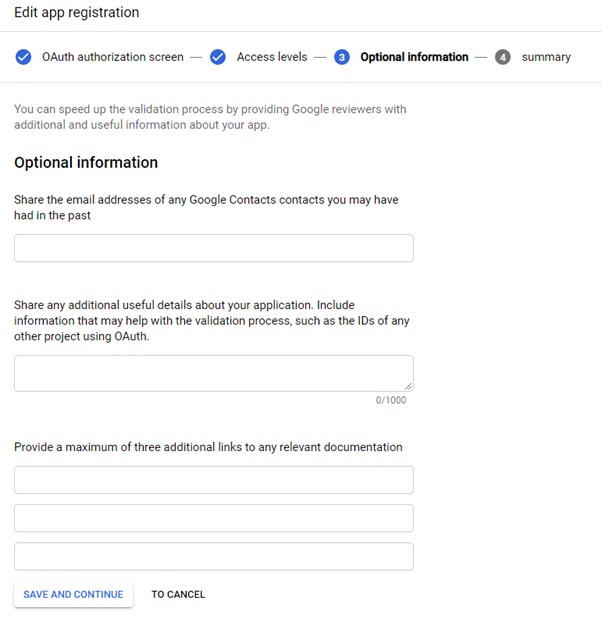 Edit app registration
OAuth authorization screen — Access levels — 3 Optional information — 4 summary
You can speed up the validation process by providing Google reviewers with
additional and useful information about your app.
Optional information
Share the email addresses of any Google Contacts contacts you may have
had in the past
Share any additional useful details about your application. Include
information that may help with the validation process, such as the IDs of any
other project using OAuth.
0/1000
Provide a maximum of three additional links to any relevant documentation
SAVE AND CONTINUE TO CANCEL